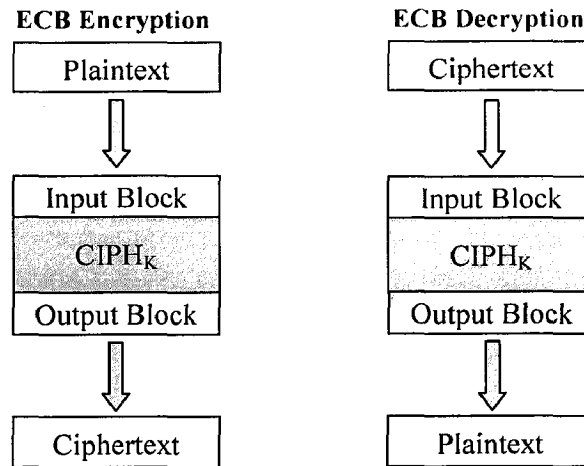 ECB Encryption
Plaintext
Input Block
CIPHK
Output Block
Ciphertext
ECB Decryption
Ciphertext
Input Block
CIPHK
Output Block
Plaintext